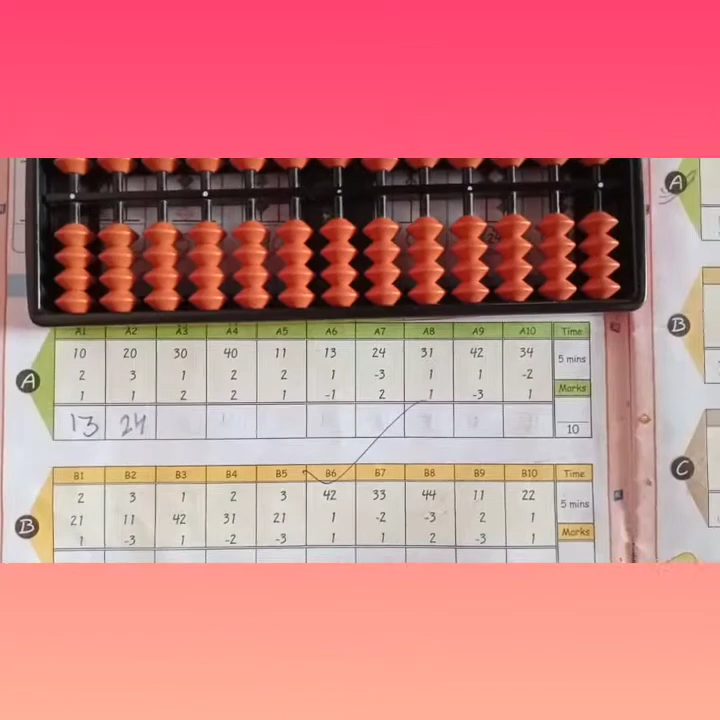 24
A1 A2 A3 A4 A5 A6 A7 A8 A9 A10 Time
10 20 30 40 11 13 24 31 42 34 5 mins
2 3 1 2 2 1 -3 1 1 -2
1 1 2 2 1 -1 2 1 -3 1 Marks
A
13 24
10
B1 B2 B3 B4 B5 B6 B7 B8 B9 B10 Time
2 3 1 2 3 42 33 44 11 22 5 mins
21 11 42 31 21 1 -2 -3 2 1
1 -3 1 -2 -3 1 1 2 -3 1 Marks
B
A
B
C